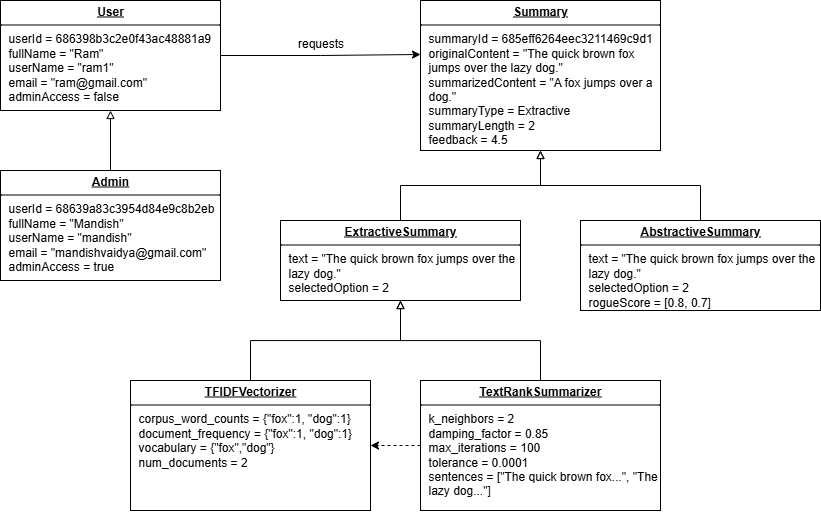 User
userId = 686398b3c2e0f43ac48881a9
fullName = "Ram"
userName = "ram1"
email = "ram@gmail.com"
adminAccess = false
requests
Summary
summaryId = 685eff6264eec3211469c9d1
originalContent = "The quick brown fox
jumps over the lazy dog."
summarizedContent = "A fox jumps over a
dog."
summaryType = Extractive
summaryLength = 2
feedback = 4.5
Admin
userId = 68639a83c3954d84e9c8b2eb
fullName = "Mandish"
userName = "mandish"
email = "mandishvaidya@gmail.com"
adminAccess = true
ExtractiveSummary
text = "The quick brown fox jumps over the
lazy dog."
selectedOption = 2
AbstractiveSummary
text = "The quick brown fox jumps over the
lazy dog."
selectedOption = 2
rogueScore = [0.8, 0.7]
TFIDFVectorizer
corpus_word_counts = {"fox":1, "dog":1}
document_frequency = {"fox":1, "dog":1}
vocabulary = {"fox","dog"}
num_documents = 2
TextRankSummarizer
k_neighbors = 2
damping_factor = 0.85
max_iterations = 100
tolerance = 0.0001
sentences = ["The quick brown fox...", "The
lazy dog..."]